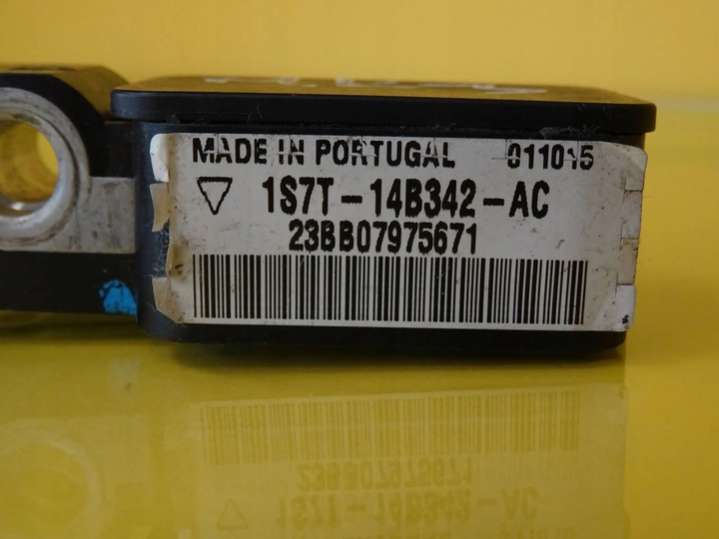 MADE IN PORTUGAL 011015
1S7T-14B342-AC
23BB07975671